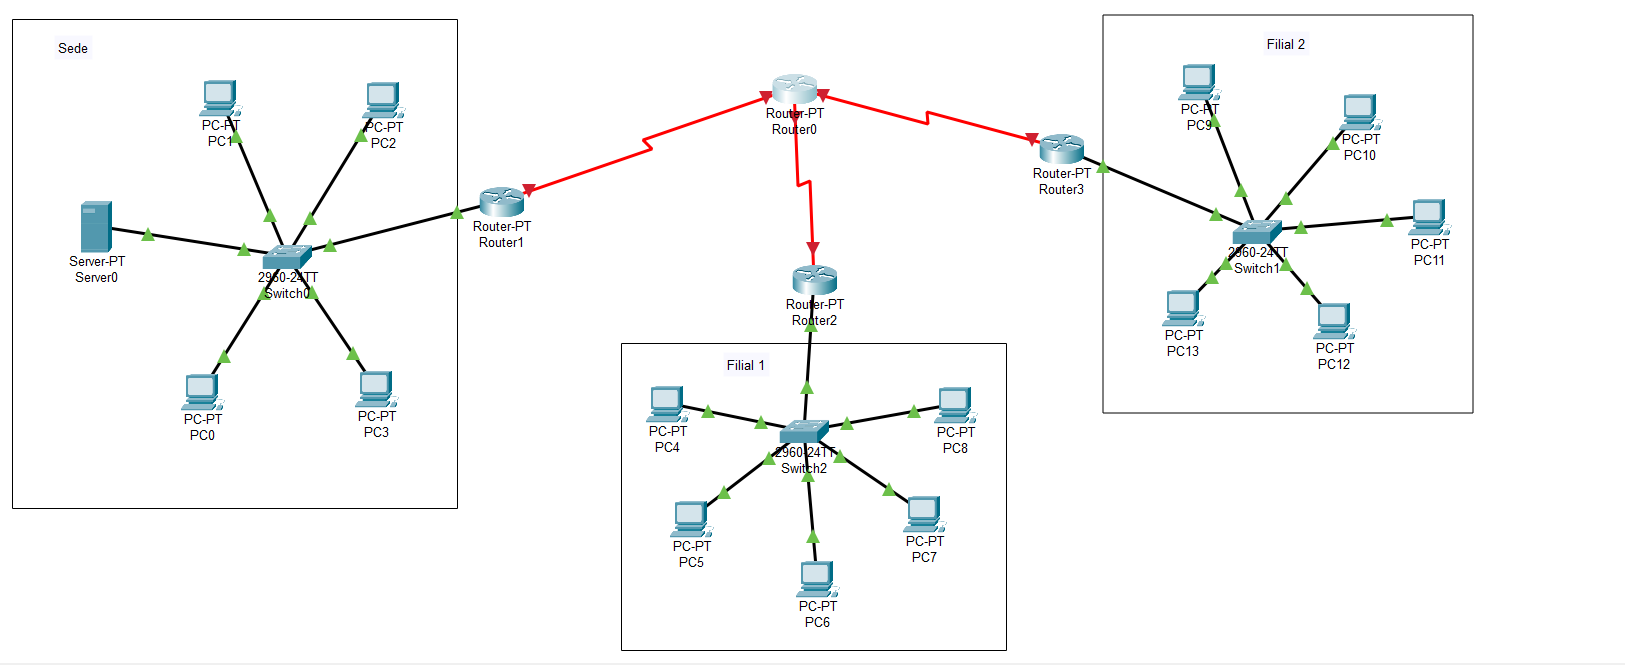 Sede
PC-PT
PC1
PC-PT
PC2
Server-PT
Server0
2960-24TT
Switch0
PC-PT
PC0
PC-PT
PC3
Router-PT
Router1
Router-PT
Router0
Router-PT
Router2
Router-PT
Router3
Filial 1
PC-PT
PC4
2960-24TT
Switch2
PC-PT
PC8
PC-PT
PC5
PC-PT
PC7
PC-PT
PC6
Filial 2
PC-PT
PC9
PC-PT
PC10
PC-PT
PC11
2960-24TT
Switch1
PC-PT
PC13
PC-PT
PC12